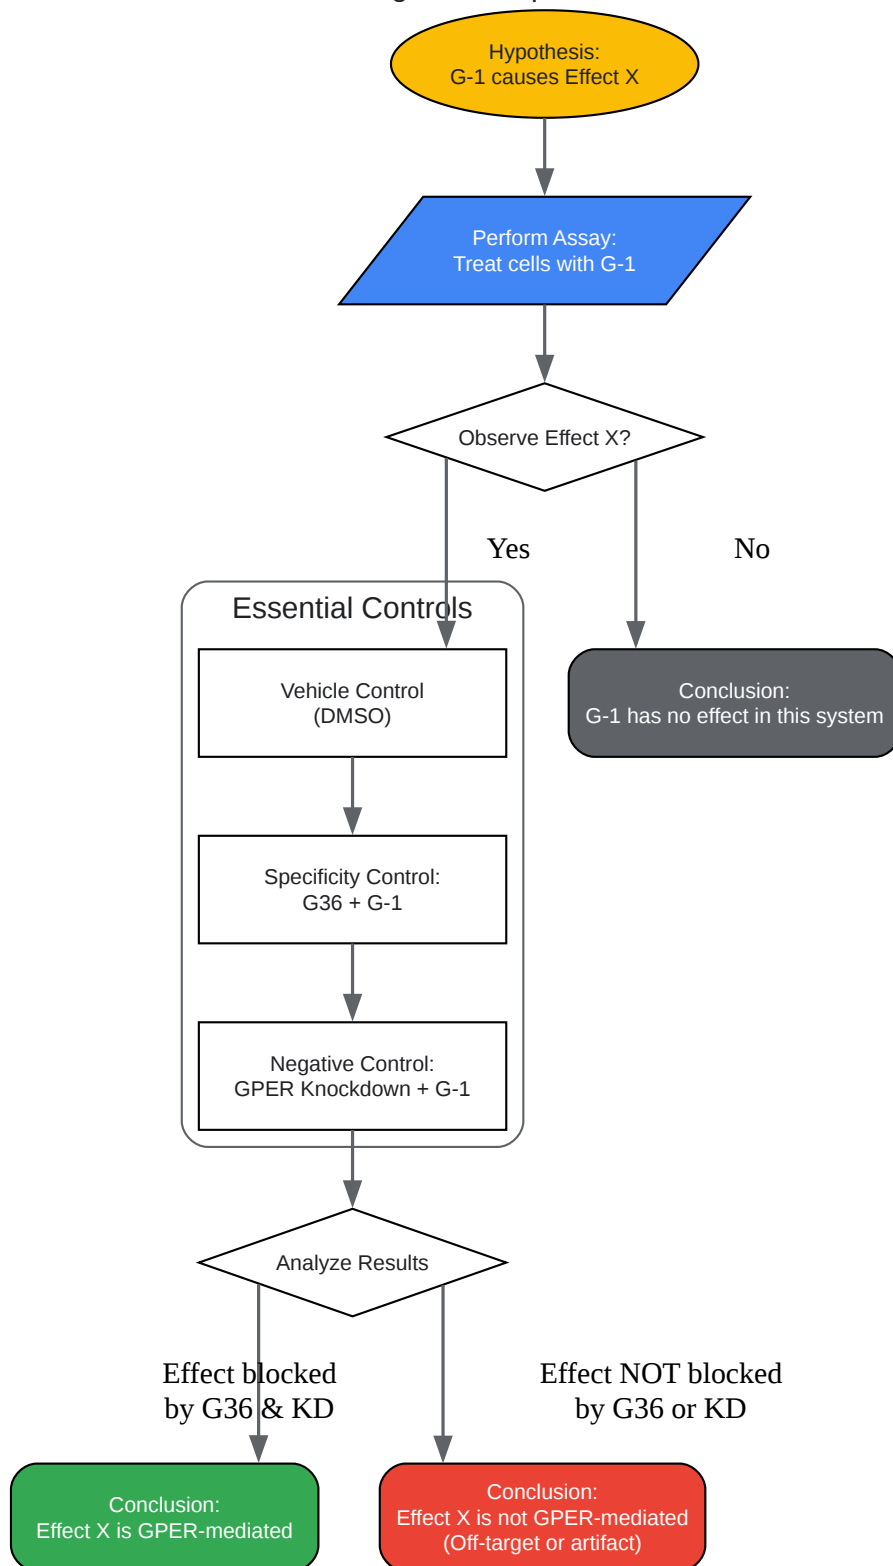 Hypothesis:
G-1 causes Effect X
Perform Assay:
Treat cells with G-1
Observe Effect X?
Yes
No
Essential Controls
Vehicle Control
(DMSO)
Conclusion:
G-1 has no effect in this system
Specificity Control:
G36 + G-1
Negative Control:
GPER Knockdown + G-1
Analyze Results
Effect blocked
by G36 & KD
Effect NOT blocked
by G36 or KD
Conclusion:
Effect X is GPER-mediated
Conclusion:
Effect X is not GPER-mediated
(Off-target or artifact)